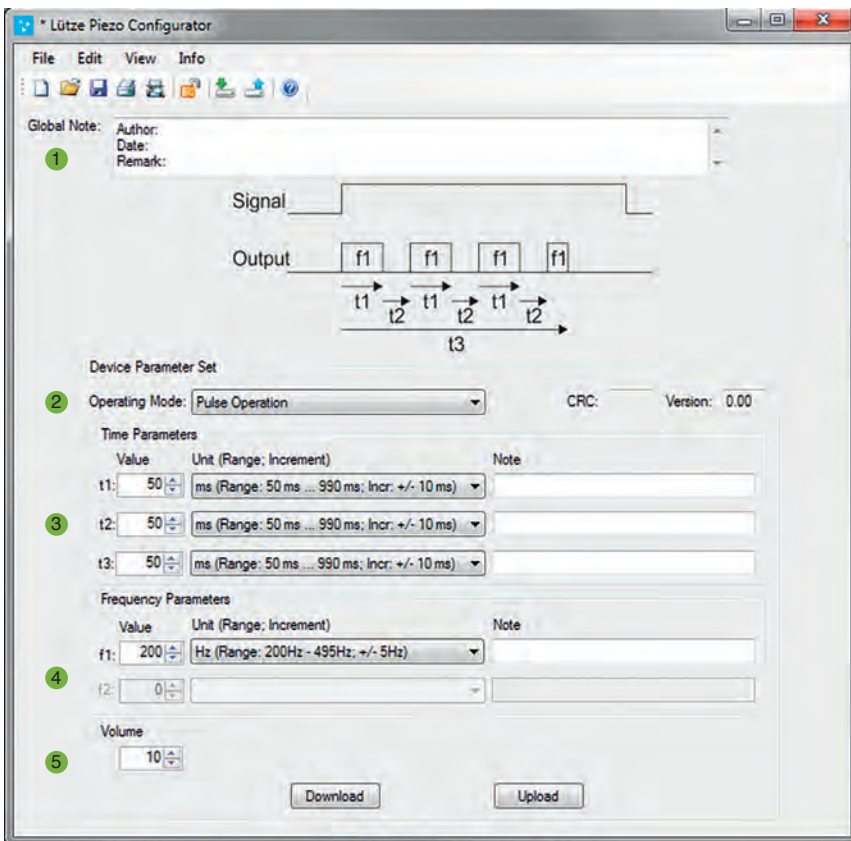 * Lütze Piezo Configurator
File Edit View Info
Global Note: Author:
Date:
Remark:
1
Signal
Output f1 f1 f1 f1
t1 t2 t1 t2 t1 t2
t3
Device Parameter Set
2 Operating Mode: Pulse Operation CRC: Version: 0.00
Time Parameters
Value Unit (Range; Increment) Note
t1: 50 ms (Range: 50 ms ... 990 ms; Incr: +/- 10 ms)
3 t2: 50 ms (Range: 50 ms ... 990 ms; Incr: +/- 10 ms)
t3: 50 ms (Range: 50 ms ... 990 ms; Incr: +/- 10 ms)
Frequency Parameters
Value Unit (Range; Increment) Note
f1: 200 Hz (Range: 200Hz - 495Hz; +/- 5Hz)
4 f2: 0
Volume
5 10
Download Upload